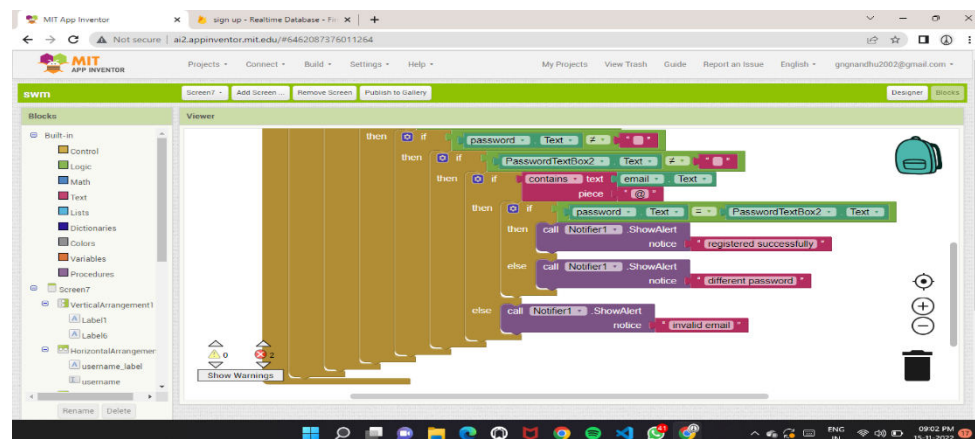 MIT App Inventor
sign up - Realtime Database - Fi
Not secure | ai2.appinventor.mit.edu/#6462087376011264
MIT APP INVENTOR
Projects Connect Build Settings Help My Projects View Trash Guide Report an Issue English gngnandhu2002@gmail.com
swm Screen7 Add Screen ... Remove Screen Publish to Gallery Designer Blocks
Blocks Viewer
Built-in
Control
Logic
Math
Text
Lists
Dictionaries
Colors
Variables
Procedures
Screen7
VerticalArrangement1
Label1
Label6
HorizontalArrangemen
username_label
username
Rename Delete
then if password . Text ≠ " "
then if PasswordTextBox2 . Text ≠ " "
then if contains text email . Text
piece " @ "
then if password . Text = PasswordTextBox2 . Text
then call Notifier1 .ShowAlert
notice " registered successfully "
else call Notifier1 .ShowAlert
notice " different password "
else call Notifier1 .ShowAlert
notice " invalid email "
0 2
Show Warnings
ENG IN 09:02 PM 15-11-2022